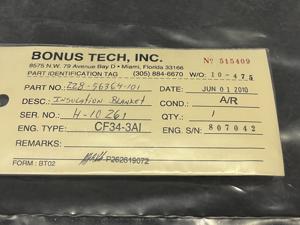 BONUS TECH, INC.
8575 N.W. 79 Avenue Bay D • Miami, Florida 33166
Nº 515409
PART IDENTIFICATION TAG (305) 884-6670 W/O: 10-475
PART NO. 228-56364-101 DATE: JUN 01 2010
DESC: Insulation Blanket COND.: A/R
SER. NO.: H-10261 QTY.: 1
ENG. TYPE: CF34-3A1 ENG. S/N: 807042
REMARKS:
FORM : BT02 P262619072